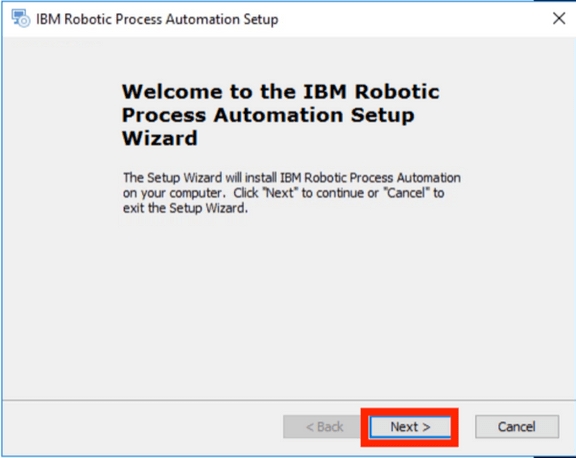 IBM Robotic Process Automation Setup
Welcome to the IBM Robotic
Process Automation Setup
Wizard
The Setup Wizard will install IBM Robotic Process Automation
on your computer.  Click "Next" to continue or "Cancel" to
exit the Setup Wizard.
< Back Next > Cancel